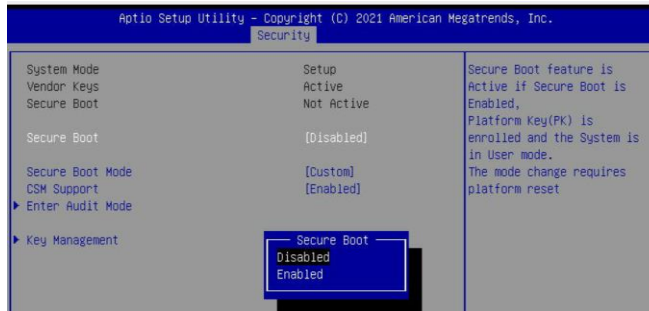 Aptio Setup Utility – Copyright (C) 2021 American Megatrends, Inc.
Security
System Mode Setup
Vendor Keys Active
Secure Boot Not Active
Secure Boot [Disabled]
Secure Boot Mode [Custom]
CSM Support [Enabled]
Enter Audit Mode
Key Management
Secure Boot feature is
Active if Secure Boot is
Enabled,
Platform Key(PK) is
enrolled and the System is
in User mode.
The mode change requires
platform reset
Secure Boot
Disabled
Enabled